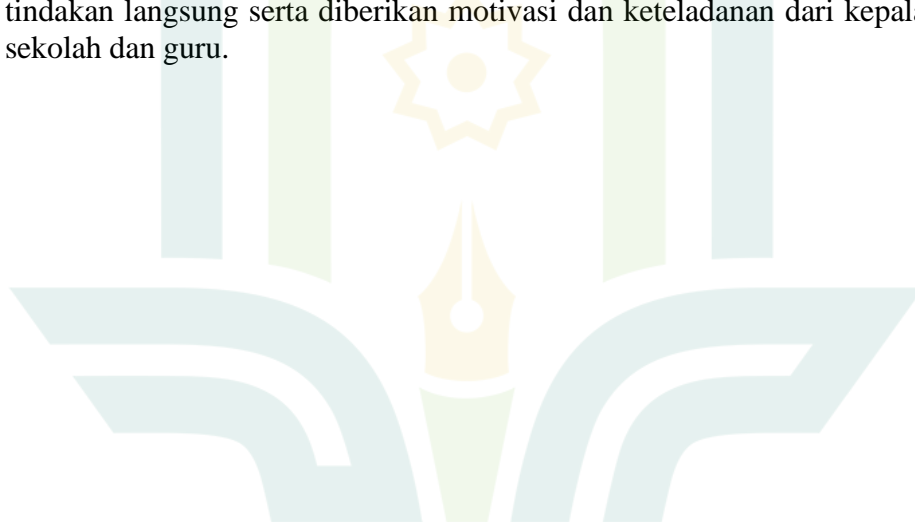 tindakan langsung serta diberikan motivasi dan keteladanan dari kepala
sekolah dan guru.